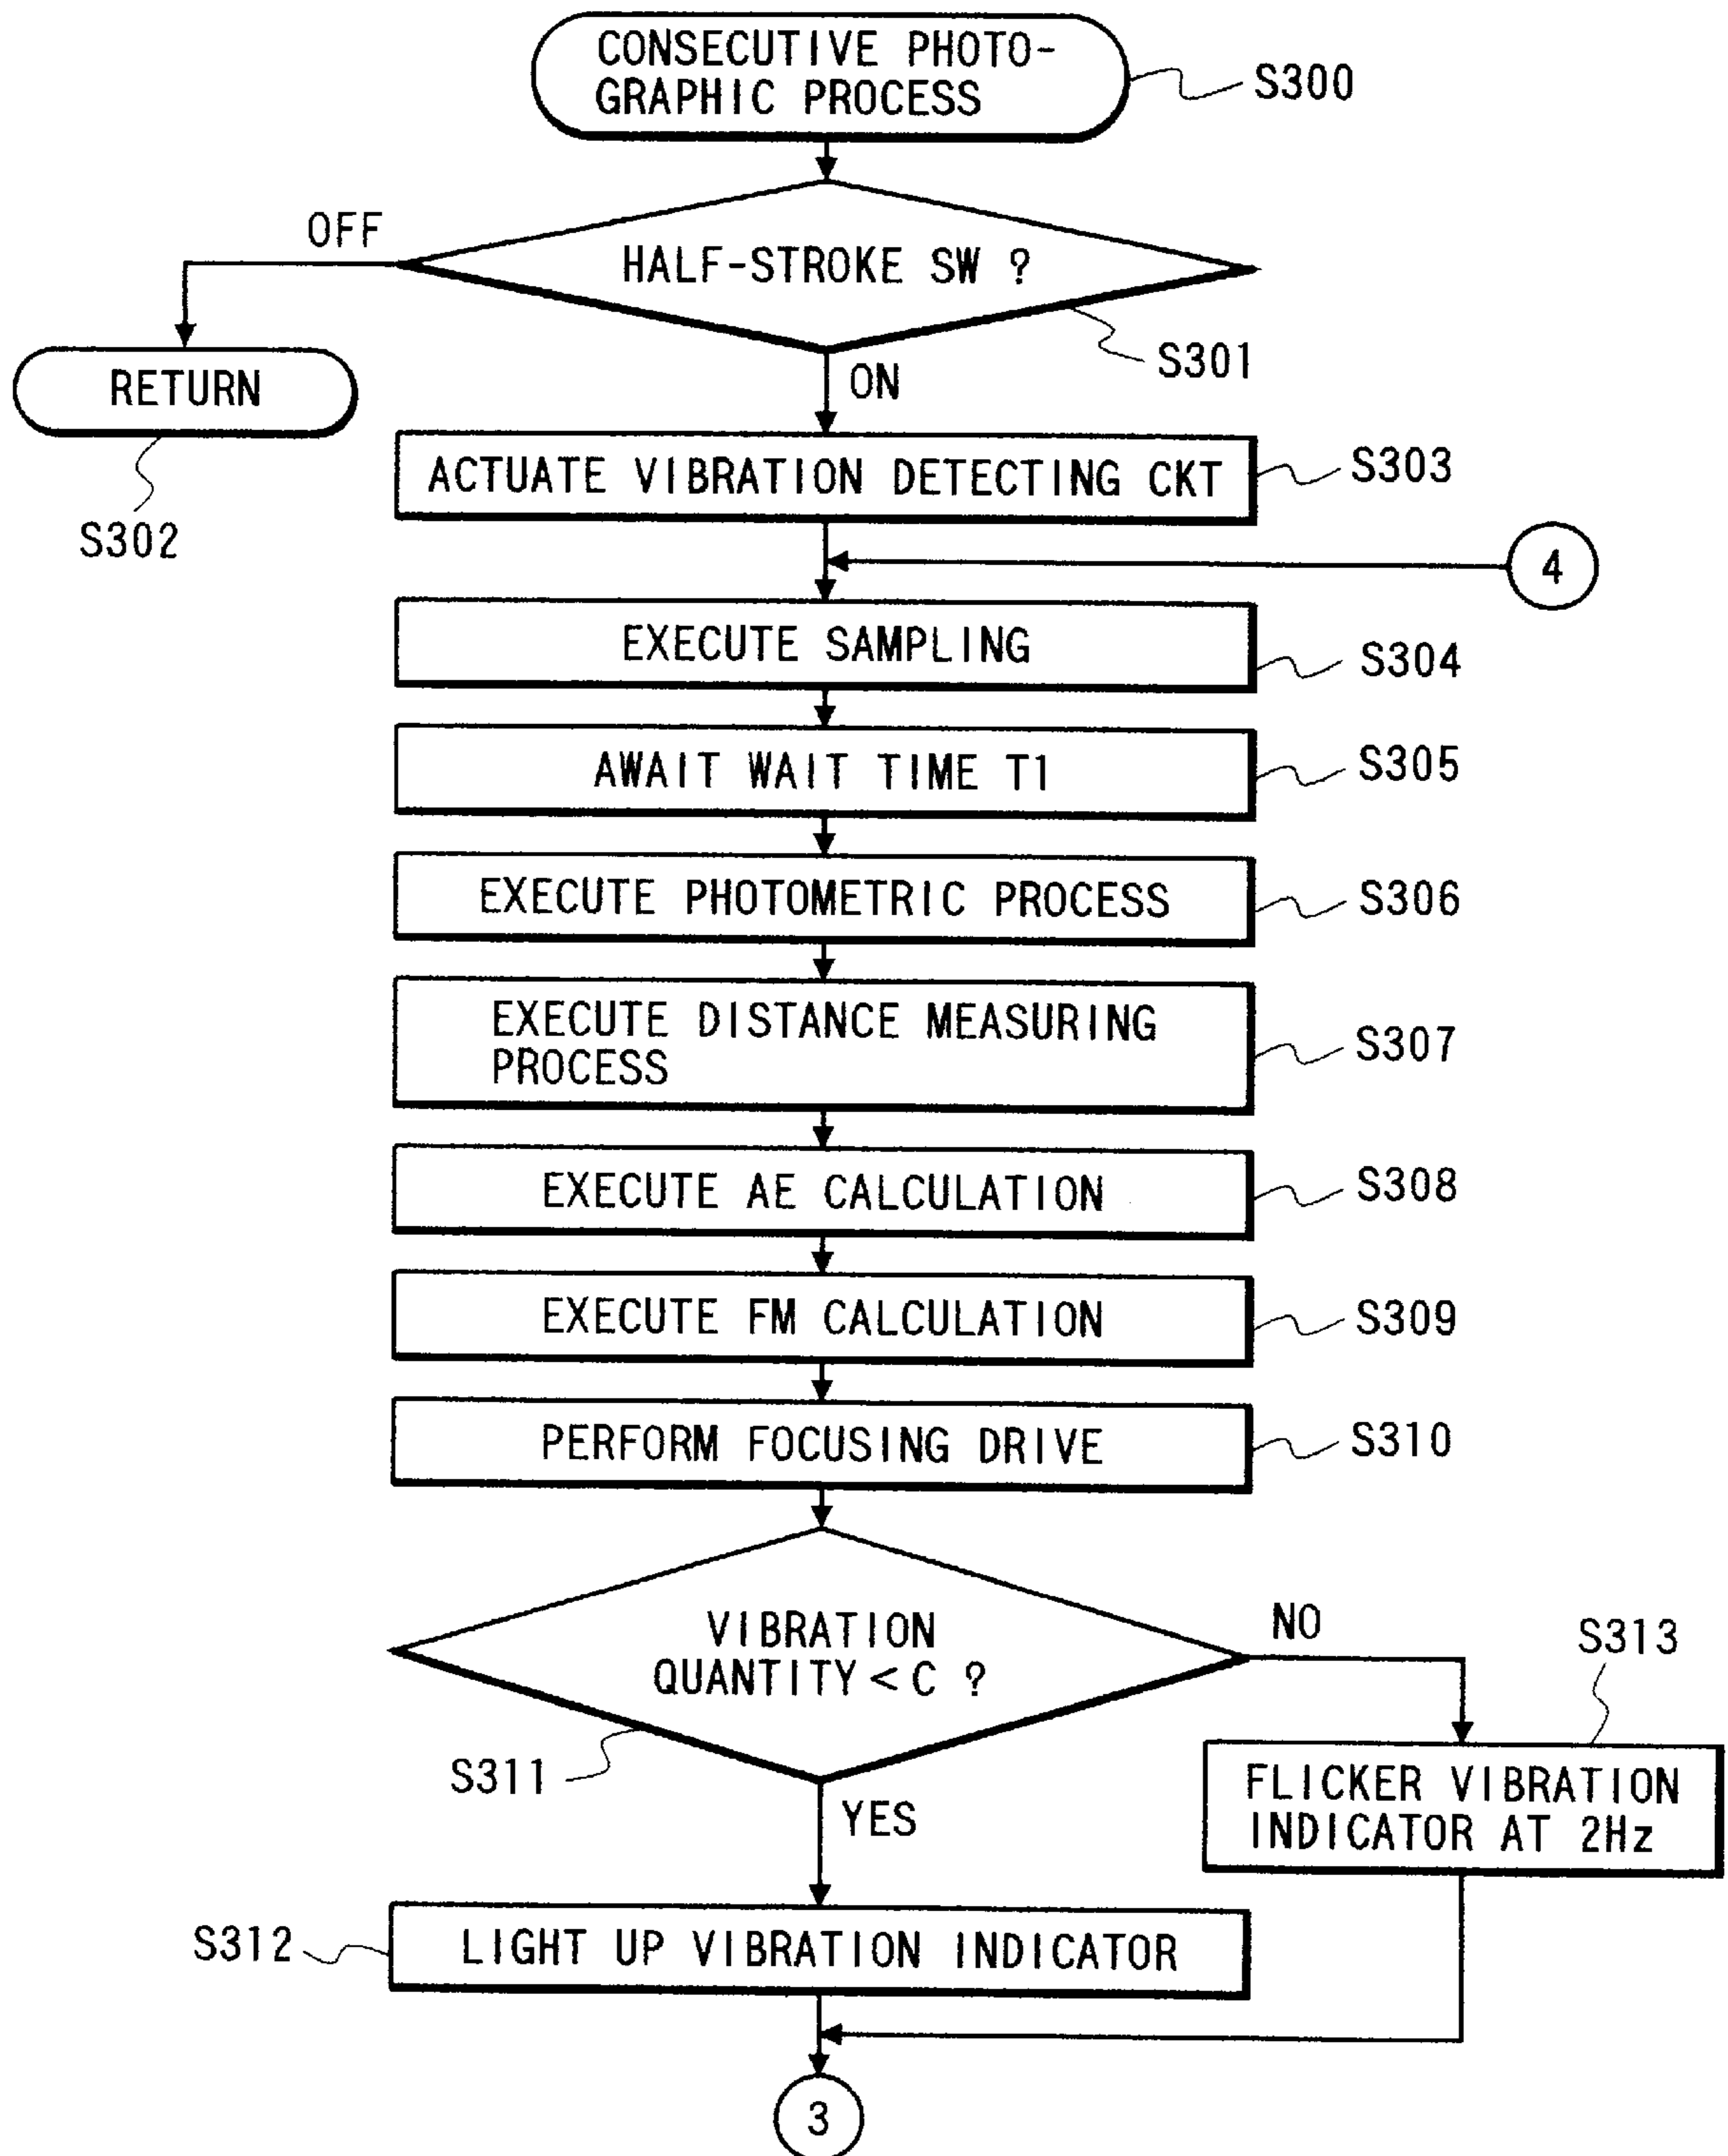 CONSECUTIVE PHOTO-
GRAPHIC PROCESS
S300
OFF
HALF-STROKE SW ?
S301
RETURN
ON
S302
ACTUATE VIBRATION DETECTING CKT
S303
4
EXECUTE SAMPLING
S304
AWAIT WAIT TIME T1
S305
EXECUTE PHOTOMETRIC PROCESS
S306
EXECUTE DISTANCE MEASURING
PROCESS
S307
EXECUTE AE CALCULATION
S308
EXECUTE FM CALCULATION
S309
PERFORM FOCUSING DRIVE
S310
VIBRATION
QUANTITY < C ?
NO
S313
S311
YES
FLICKER VIBRATION
INDICATOR AT 2Hz
S312
LIGHT UP VIBRATION INDICATOR
3